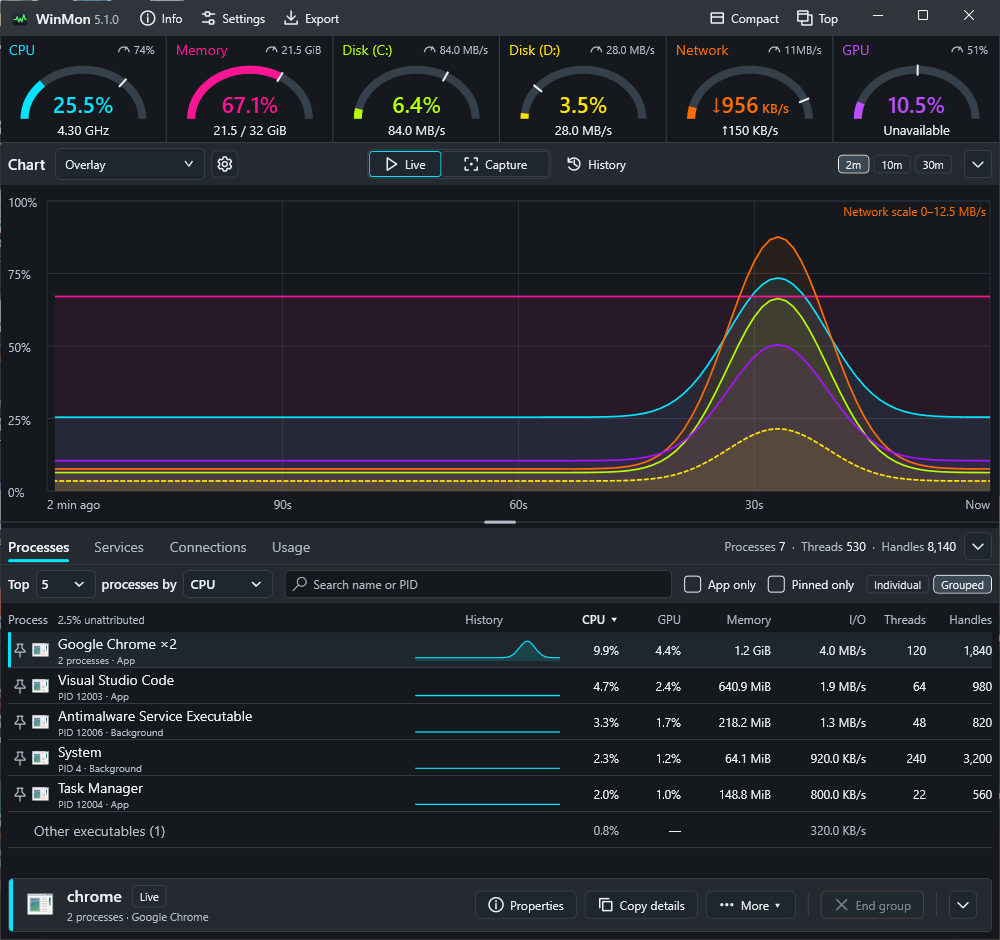 WinMon 5.1.0 Info Settings Export Compact Top
CPU 74% Memory 21.5 GiB Disk (C:) 84.0 MB/s Disk (D:) 28.0 MB/s Network 11MB/s GPU 51%
25.5% 67.1% 6.4% 3.5% ↓956 KB/s 10.5%
4.30 GHz 21.5 / 32 GiB 84.0 MB/s 28.0 MB/s ↑150 KB/s Unavailable
Chart Overlay Live Capture History 2m 10m 30m
100%
Network scale 0–12.5 MB/s
75%
50%
25%
0%
2 min ago 90s 60s 30s Now
Processes Services Connections Usage Processes 7 · Threads 530 · Handles 8,140
Top 5 processes by CPU Search name or PID App only Pinned only Individual Grouped
Process 2.5% unattributed History CPU ▼ GPU Memory I/O Threads Handles
Google Chrome ×2
2 processes · App
9.9% 4.4% 1.2 GiB 4.0 MB/s 120 1,840
Visual Studio Code
PID 12003 · App
4.7% 2.4% 640.9 MiB 1.9 MB/s 64 980
Antimalware Service Executable
PID 12006 · Background
3.3% 1.7% 218.2 MiB 1.3 MB/s 48 820
System
PID 4 · Background
2.3% 1.2% 64.1 MiB 920.0 KB/s 240 3,200
Task Manager
PID 12004 · App
2.0% 1.0% 148.8 MiB 800.0 KB/s 22 560
Other executables (1) 0.8% — 320.0 KB/s
chrome Live
2 processes · Google Chrome
Properties Copy details ••• More ▾ End group